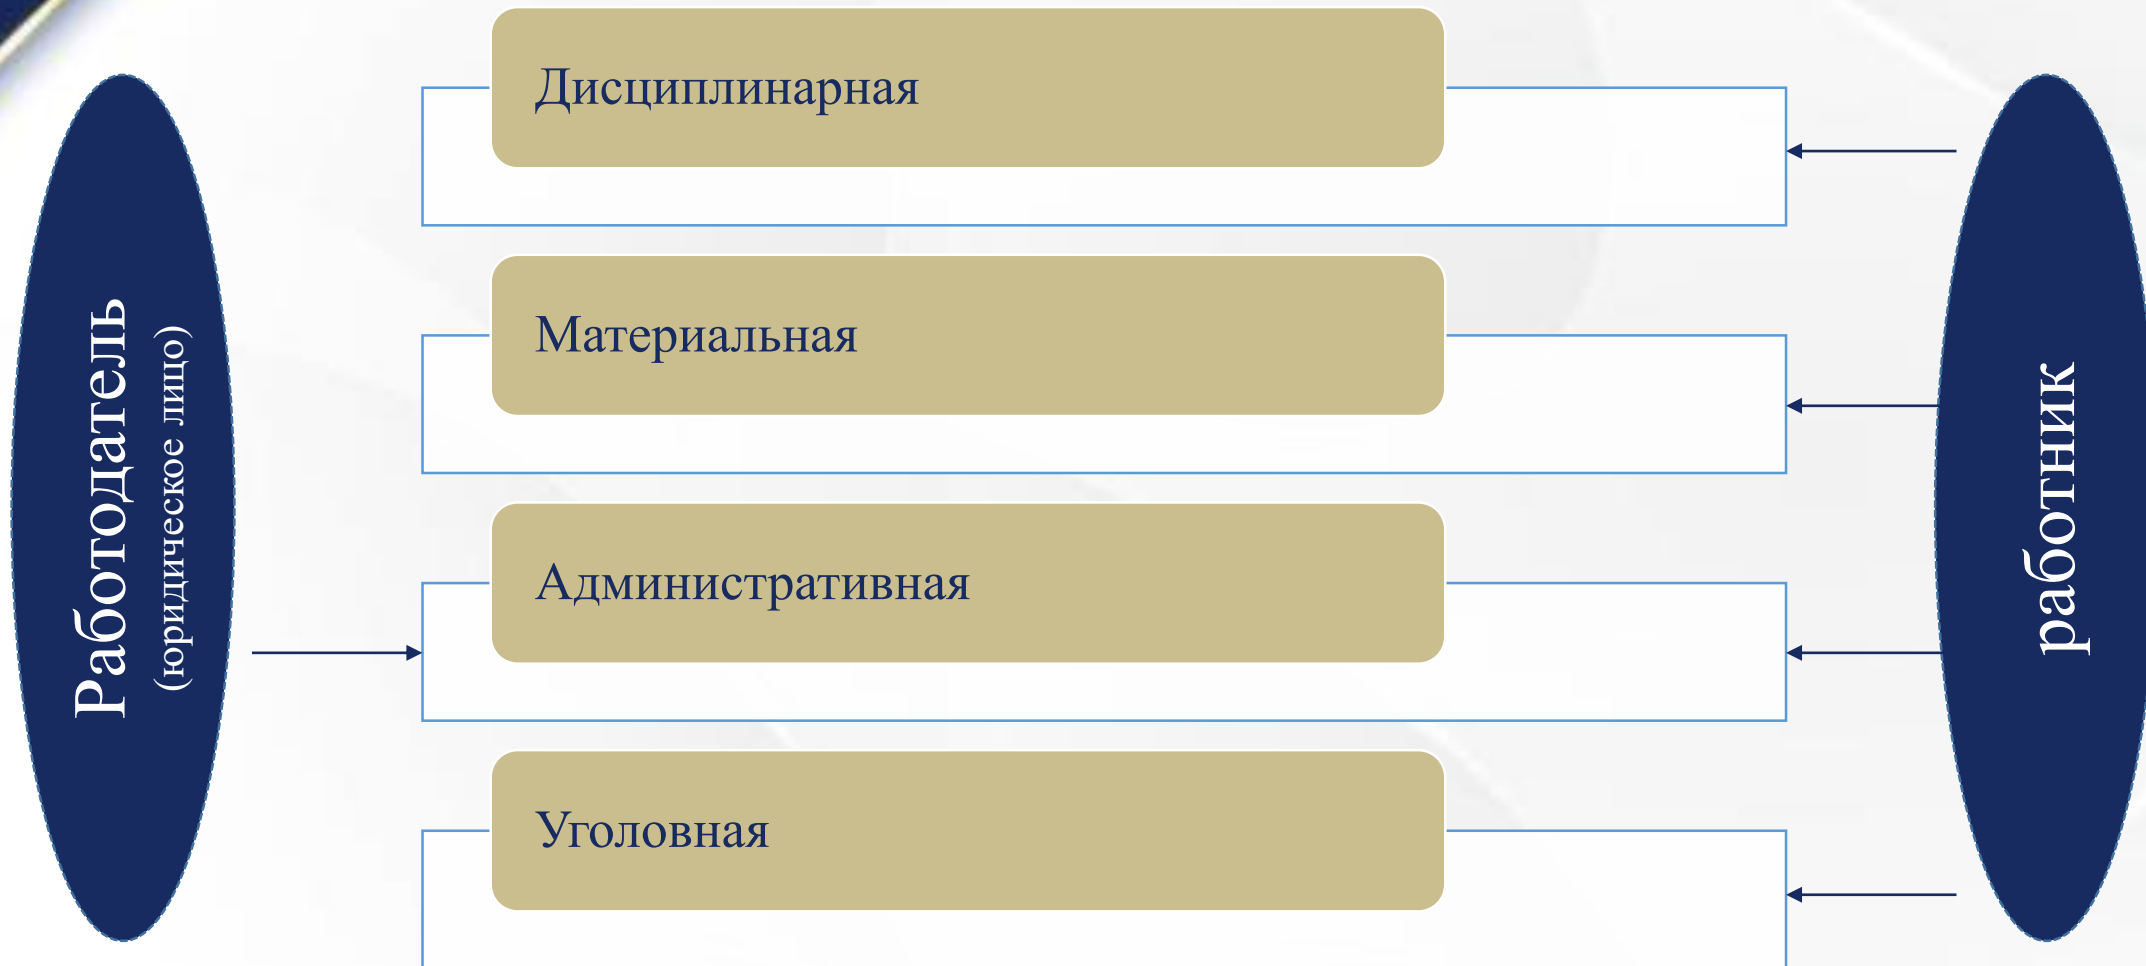 Работодатель
(юридическое лицо)
Дисциплинарная
Материальная
Административная
Уголовная
работник